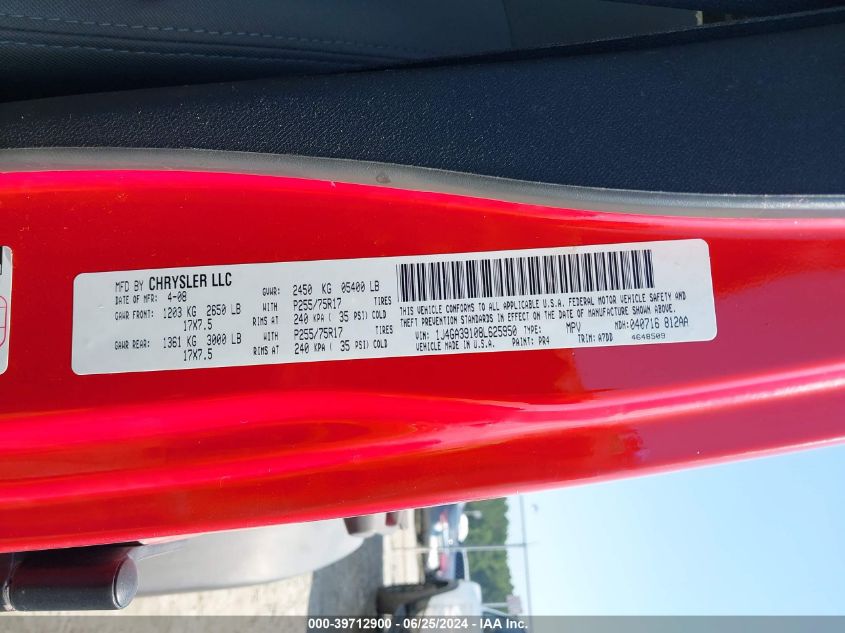 MFD BY CHRYSLER LLC
DATE OF MFR: 4-08 GVWR: 2450 KG 05400 LB
GAWR FRONT: 1203 KG 2650 LB WITH P255/75R17 TIRES
17X7.5 RIMS AT 240 KPA ( 35 PSI) COLD
GAWR REAR: 1361 KG 3000 LB WITH P255/75R17 TIRES
17X7.5 RIMS AT 240 KPA ( 35 PSI) COLD
THIS VEHICLE CONFORMS TO ALL APPLICABLE U.S.A. FEDERAL MOTOR VEHICLE SAFETY AND
THEFT PREVENTION STANDARDS IN EFFECT ON THE DATE OF MANUFACTURE SHOWN ABOVE.
VIN: 1J4GA39108L625950 TYPE: MPV MDH: 040716 812AA
VEHICLE MADE IN U.S.A. PAINT: PR4 TRIM: A7DD 4648509
000-39712900 - 06/25/2024 - IAA Inc.